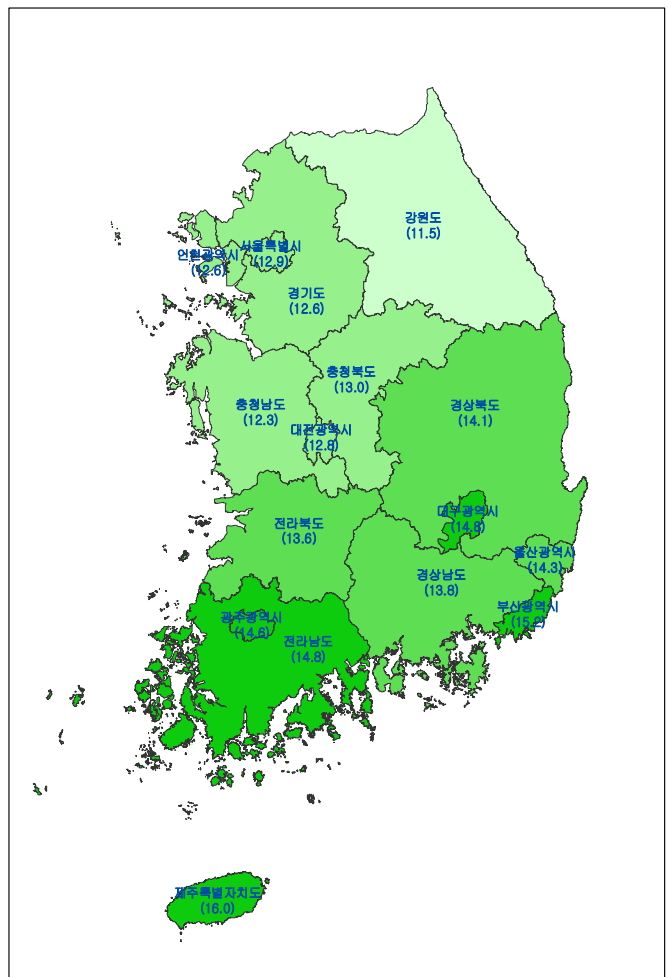 강원도
(11.5)
서울특별시
(12.9)
인천광역시
(12.6)
경기도
(12.6)
충청북도
(13.0)
충청남도
(12.3)
대전광역시
(12.8)
경상북도
(14.1)
대구광역시
(14.8)
전라북도
(13.6)
울산광역시
(14.3)
경상남도
(13.8)
부산광역시
(15.2)
광주광역시
(14.6)
전라남도
(14.8)
제주특별자치도
(16.0)